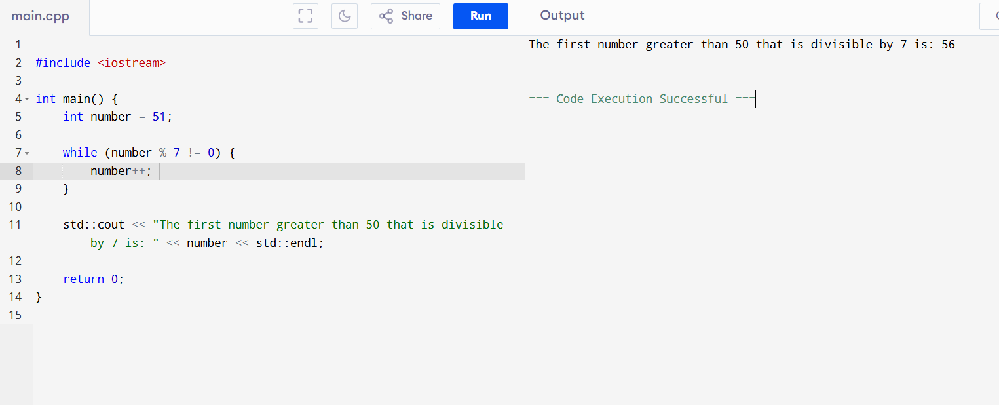 main.cpp
Share
Run
Output
1
2 #include <iostream>
3
4 int main() {
5     int number = 51;
6
7     while (number % 7 != 0) {
8         number++;
9     }
10
11     std::cout << "The first number greater than 50 that is divisible
by 7 is: " << number << std::endl;
12
13     return 0;
14 }
15
The first number greater than 50 that is divisible by 7 is: 56
=== Code Execution Successful ===